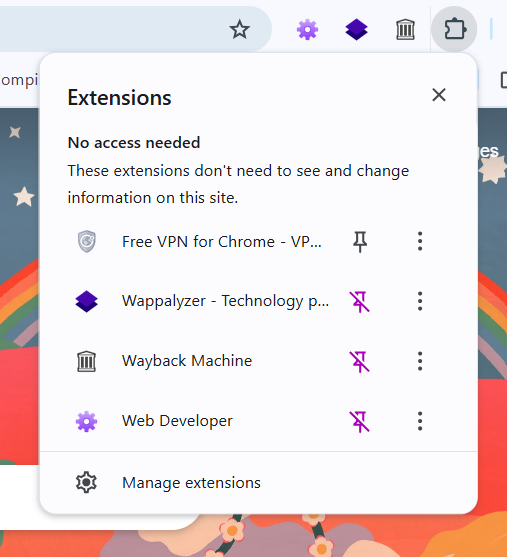 ompi
Extensions
No access needed
These extensions don't need to see and change
information on this site.
Free VPN for Chrome - VP...
Wappalyzer - Technology p...
Wayback Machine
Web Developer
Manage extensions
es